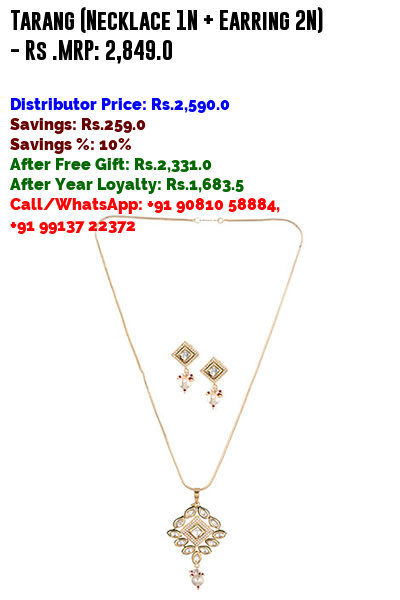 Tarang (Necklace 1N + Earring 2N)
- Rs .MRP: 2,849.0
Distributor Price: Rs.2,590.0
Savings: Rs.259.0
Savings %: 10%
After Free Gift: Rs.2,331.0
After Year Loyalty: Rs.1,683.5
Call/WhatsApp: +91 90810 58884,
+91 99137 22372